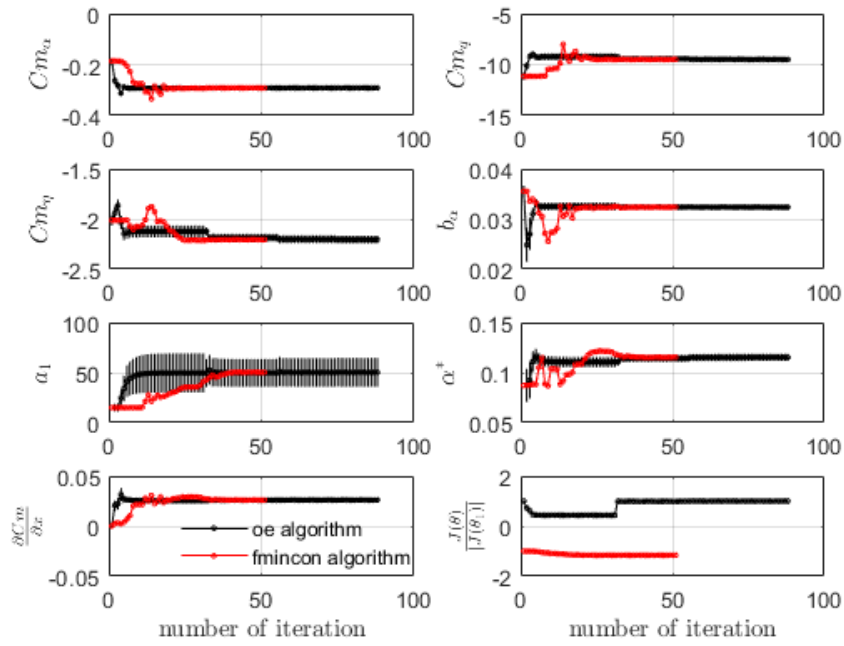 0
-0.2
-0.4
0 50 100
Cm_α
-5
-10
-15
0 50 100
Cm_q
-1.5
-2
-2.5
0 50 100
Cm_η
0.04
0.03
0.02
0 50 100
b_α
100
50
0
0 50 100
a_1
0.15
0.1
0.05
0 50 100
α*
0.05
0
-0.05
0 50 100
∂Cm
∂x
oe algorithm
fmincon algorithm
number of iteration
2
0
-2
0 50 100
J(θ)
number of iteration